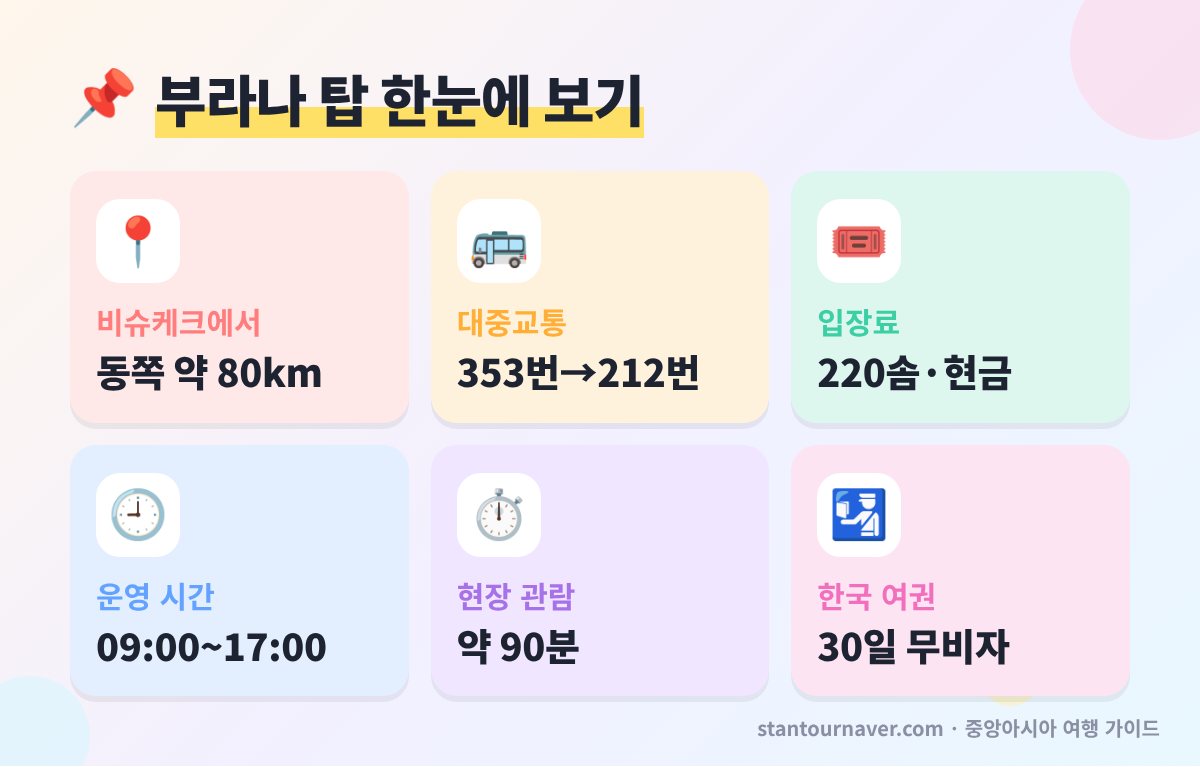 부라나 탑 한눈에 보기
비슈케크에서
동쪽 약 80km
대중교통
353번→212번
입장료
220솜·현금
운영 시간
09:00~17:00
현장 관람
약 90분
한국 여권
30일 무비자
stantournaver.com · 중앙아시아 여행 가이드